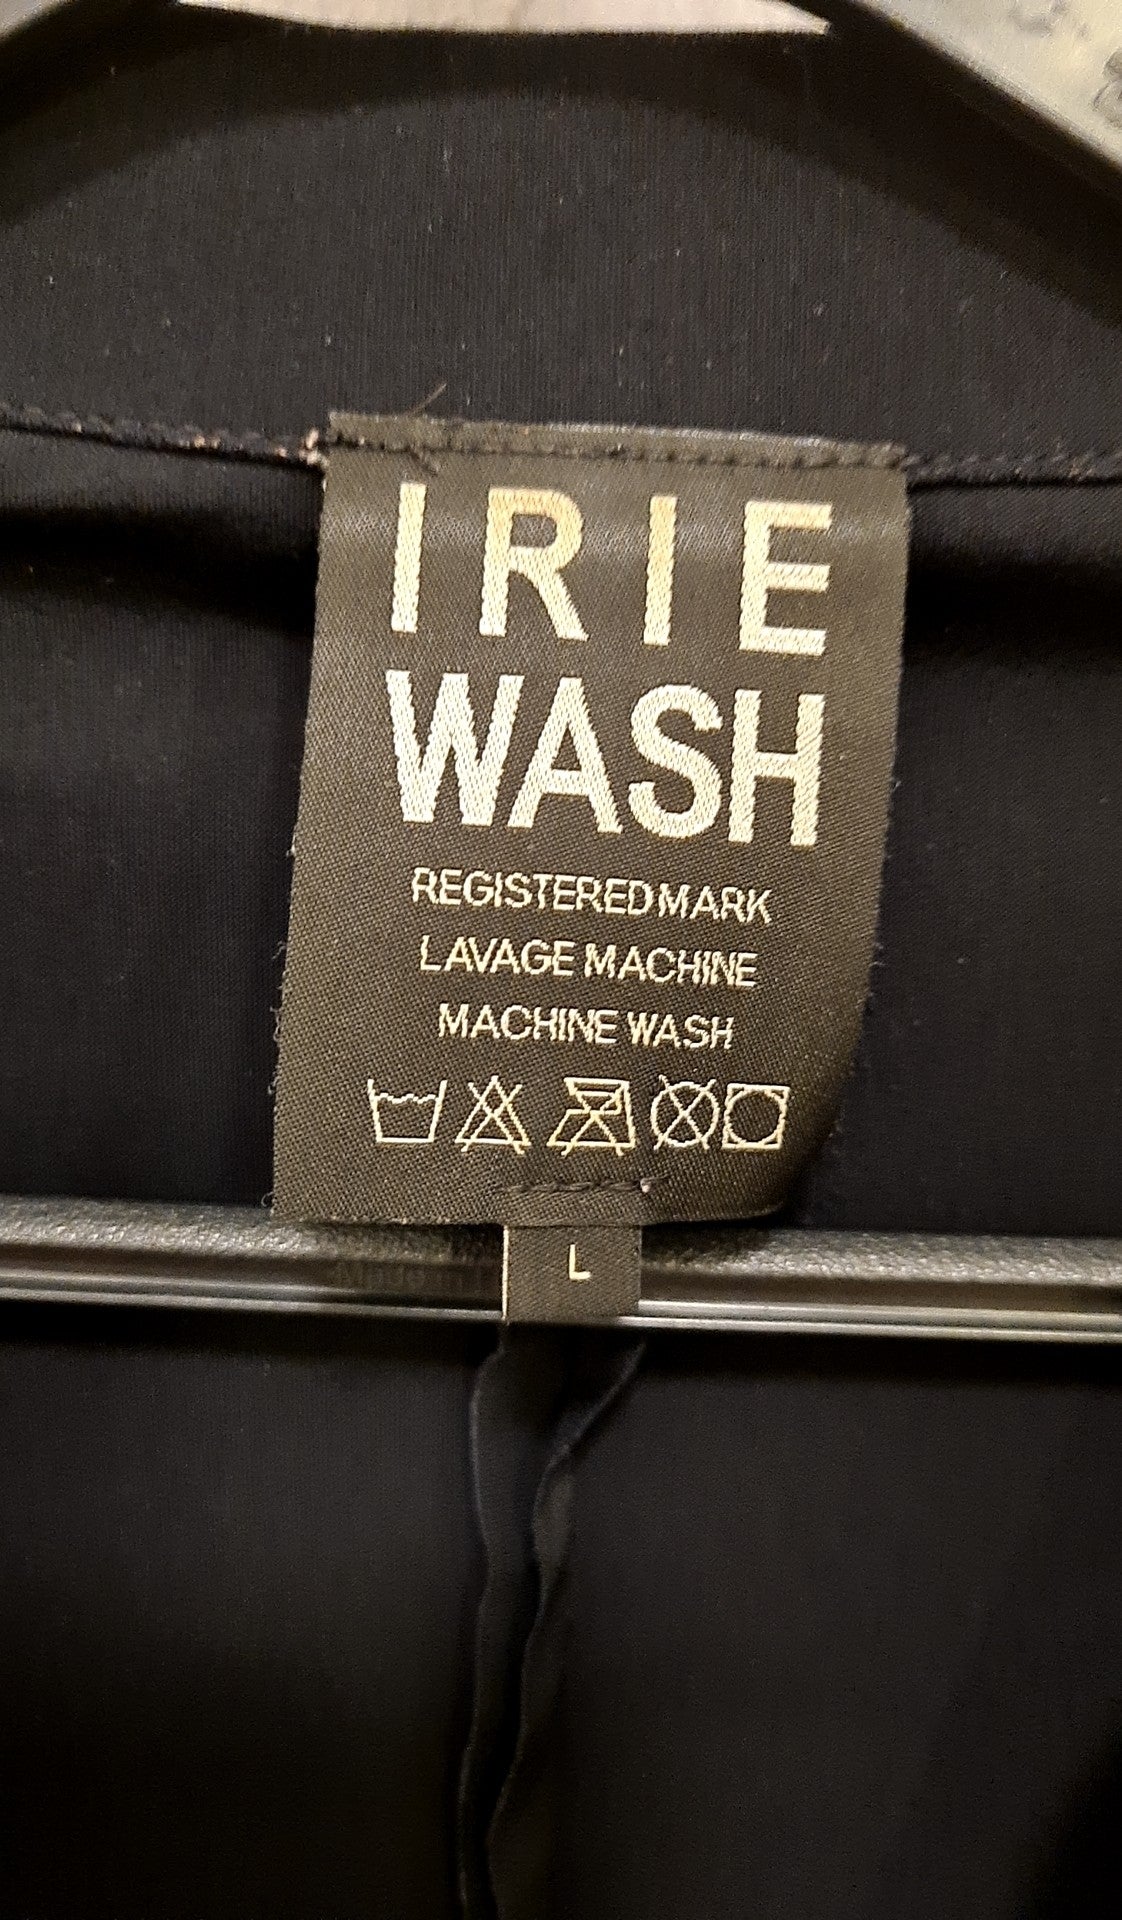 IRIE
WASH
REGISTERED MARK
LAVAGE MACHINE
MACHINE WASH
L